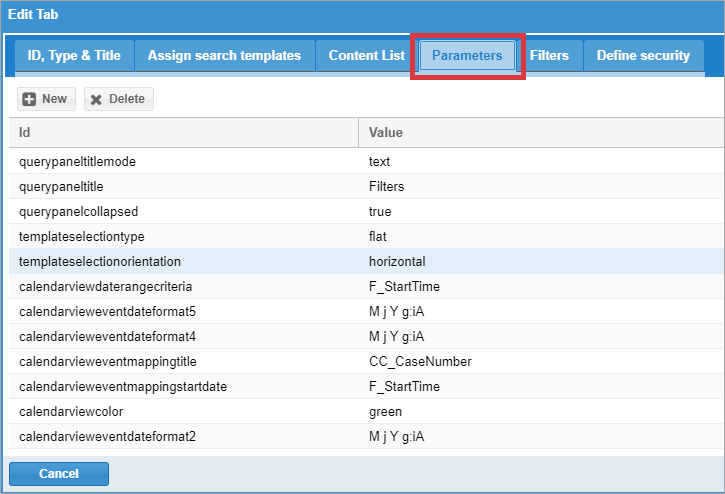 Edit Tab
ID, Type & Title Assign search templates Content List Parameters Filters Define security
New Delete
Id Value
querypaneltitlemode text
querypaneltitle Filters
querypanelcollapsed true
templateselectiontype flat
templateselectionorientation horizontal
calendarviewdaterangecriteria F_StartTime
calendarvieweventdateformat5 M j Y g:iA
calendarvieweventdateformat4 M j Y g:iA
calendarvieweventmappingtitle CC_CaseNumber
calendarvieweventmappingstartdate F_StartTime
calendarviewcolor green
calendarvieweventdateformat2 M j Y g:iA
Cancel